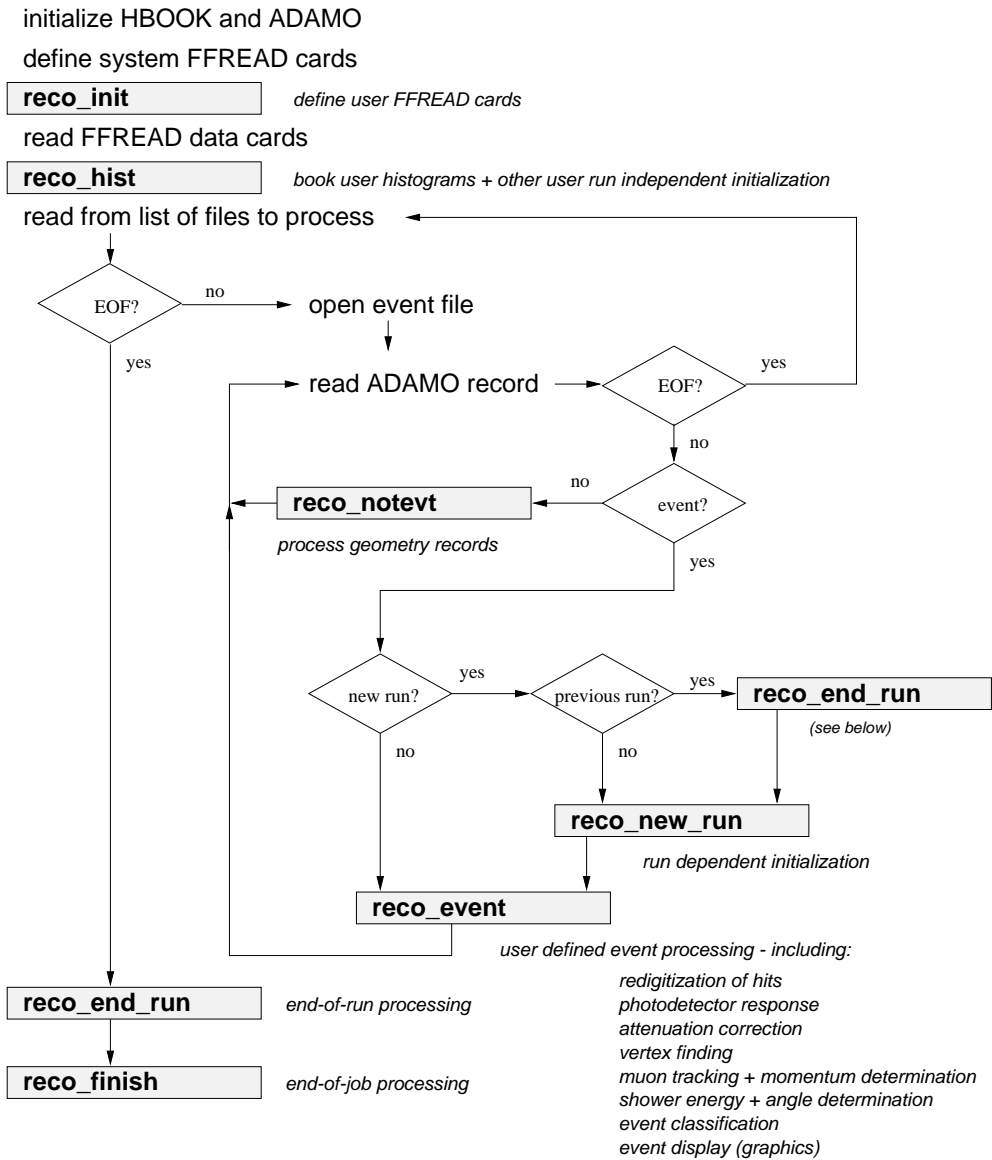 initialize HBOOK and ADAMO
define system FFREAD cards
reco_init
define user FFREAD cards
read FFREAD data cards
reco_hist
book user histograms + other user run independent initialization
read from list of files to process
EOF?
no
open event file
yes
read ADAMO record
EOF?
yes
no
event?
no
reco_notevt
process geometry records
yes
new run?
yes
previous run?
yes
reco_end_run
(see below)
no
no
reco_new_run
run dependent initialization
reco_event
user defined event processing - including:
redigitization of hits
photodetector response
attenuation correction
vertex finding
muon tracking + momentum determination
shower energy + angle determination
event classification
event display (graphics)
reco_end_run
end-of-run processing
reco_finish
end-of-job processing